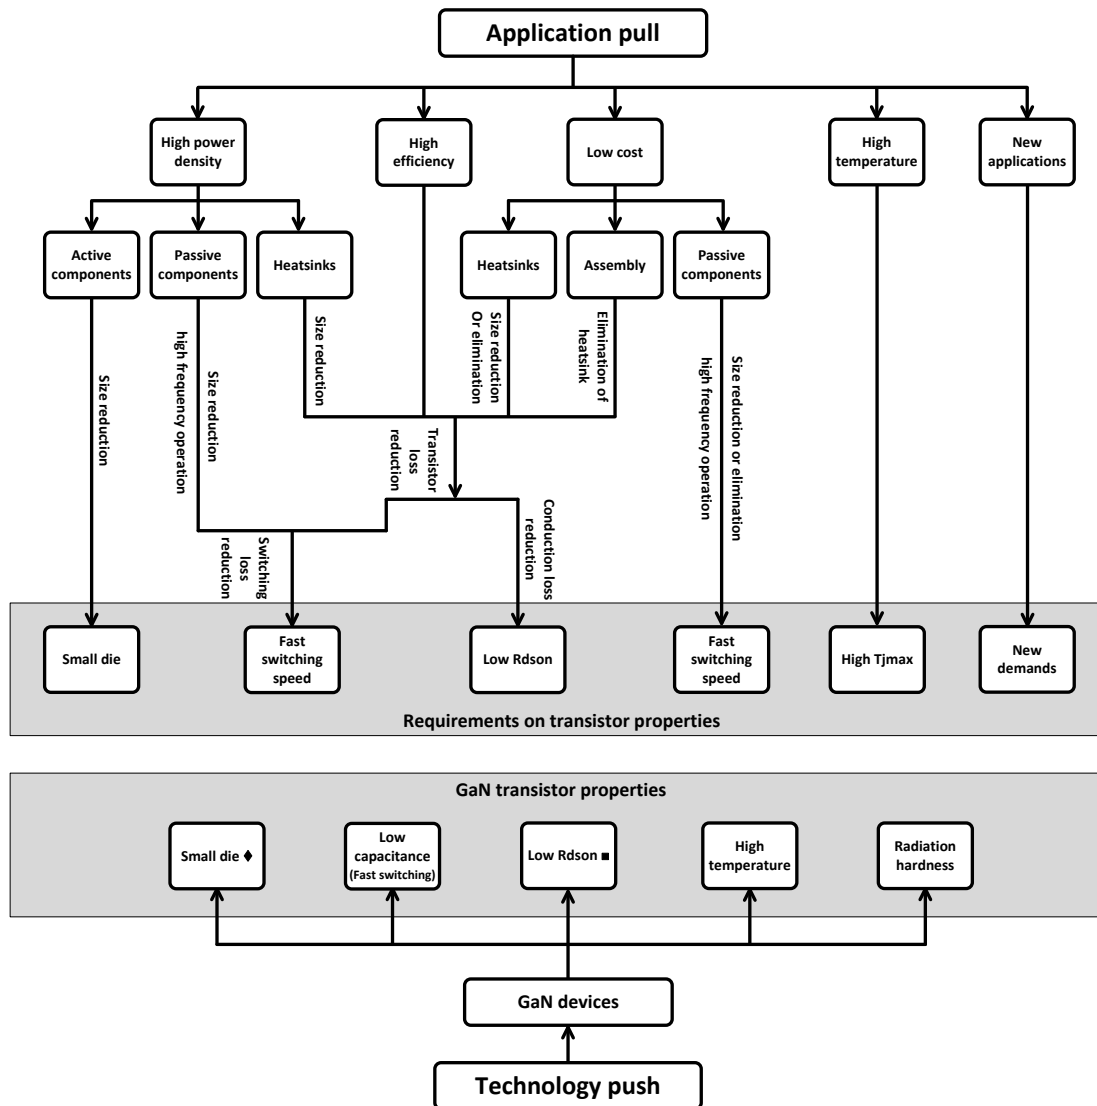 Application pull
High power
density
High
efficiency
Low cost
High
temperature
New
applications
Active
components
Passive
components
Heatsinks
Heatsinks
Assembly
Passive
components
Size reduction
Size reduction
high frequency operation
Size reduction
Size reduction
Or elimination
Elimination of
heatsink
Size reduction or elimination
high frequency operation
Transistor
loss
reduction
Switching
loss
reduction
Conduction loss
reduction
Small die
Fast
switching
speed
Low Rdson
Fast
switching
speed
High Tjmax
New
demands
Requirements on transistor properties
GaN transistor properties
Small die ♦
Low
capacitance
(Fast switching)
Low Rdson ■
High
temperature
Radiation
hardness
GaN devices
Technology push